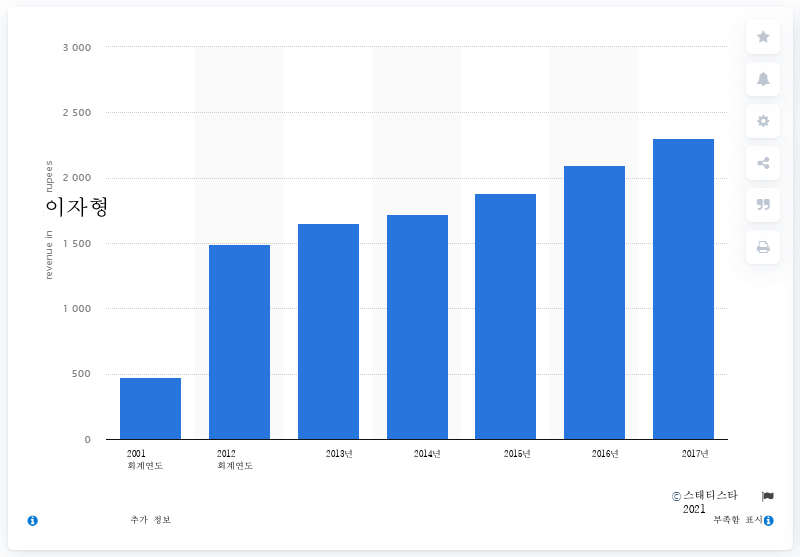 3 000
2 500
2 000
1 500
1 000
500
0
revenue in
이자형
rupees
2001
회계연도
2012
회계연도
2013년
2014년
2015년
2016년
2017년
© 스태티스타
2021
추가 정보
부족함 표시